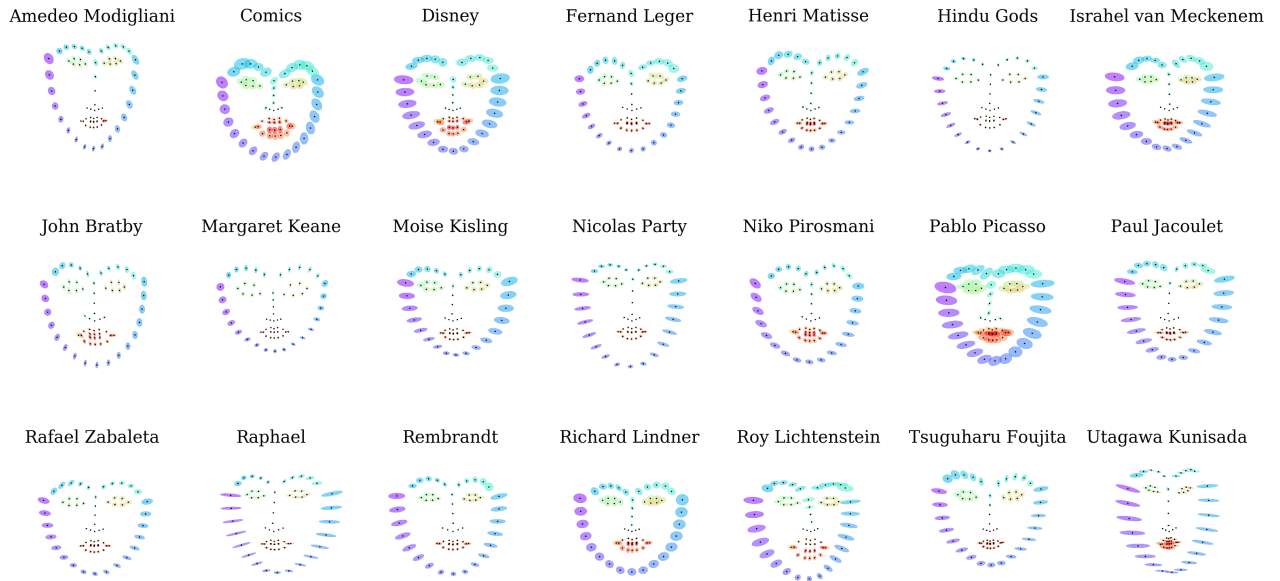 Amedeo Modigliani
Comics
Disney
Fernand Leger
Henri Matisse
Hindu Gods
Israhel van Meckenem
John Bratby
Margaret Keane
Moise Kisling
Nicolas Party
Niko Pirosmani
Pablo Picasso
Paul Jacoulet
Rafael Zabaleta
Raphael
Rembrandt
Richard Lindner
Roy Lichtenstein
Tsuguharu Foujita
Utagawa Kunisada